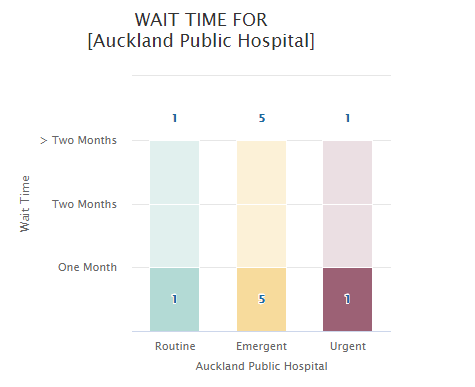 WAIT TIME FOR
[Auckland Public Hospital]
1 5 1
> Two Months
Two Months
One Month
1 5 1
Wait Time
Routine Emergent Urgent
Auckland Public Hospital